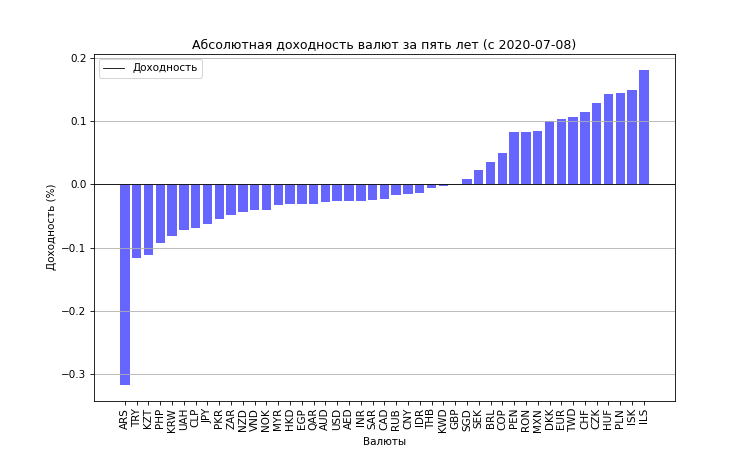 Абсолютная доходность валют за пять лет (с 2020-07-08)
Доходность
0.2
0.1
0.0
−0.1
−0.2
−0.3
Доходность (%)
ARS TRY KZT PHP KRW UAH CLP JPY PKR ZAR NZD VND NOK MYR HKD EGP QAR AUD USD AED INR SAR CAD RUB CNY IDR THB KWD GBP SGD SEK BRL COP PEN RON MXN DKK EUR TWD CHF CZK HUF PLN ISK ILS
Валюты